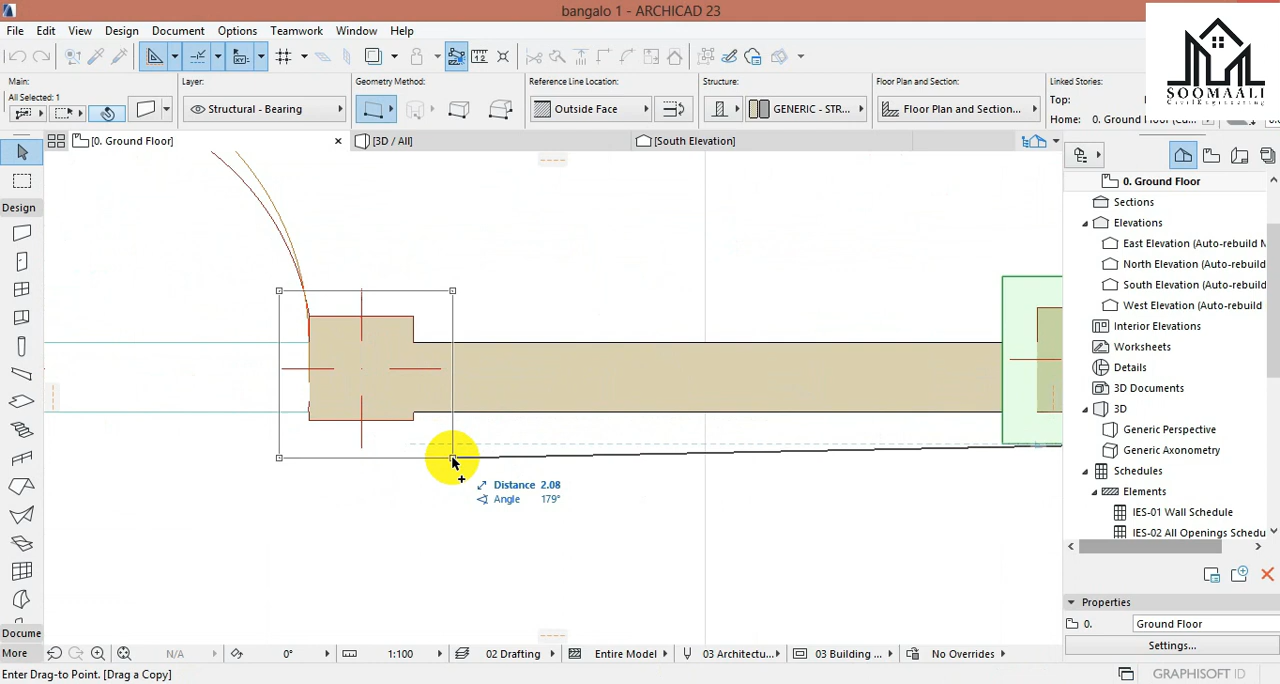 bangalo 1 - ARCHICAD 23
File Edit View Design Document Options Teamwork Window Help
Main:
All Selected: 1
Layer:
Structural - Bearing
Geometry Method:
Reference Line Location:
Outside Face
Structure:
GENERIC - STR...
Floor Plan and Section:
Floor Plan and Section...
Linked Stories:
Top:
Home: 0. Ground Floor (Cu...
SOOMAALI
Civil Engineering
[0. Ground Floor]
[3D / All]
[South Elevation]
Design
Docume
More
Distance 2.08
Angle 179°
0. Ground Floor
Sections
Elevations
East Elevation (Auto-rebuild M
North Elevation (Auto-rebuild
South Elevation (Auto-rebuild
West Elevation (Auto-rebuild
Interior Elevations
Worksheets
Details
3D Documents
3D
Generic Perspective
Generic Axonometry
Schedules
Elements
IES-01 Wall Schedule
IES-02 All Openings Schedu
Properties
0. Ground Floor
Settings...
N/A 0° 1:100 02 Drafting Entire Model 03 Architectu... 03 Building ... No Overrides
Enter Drag-to Point. [Drag a Copy]
GRAPHISOFT ID